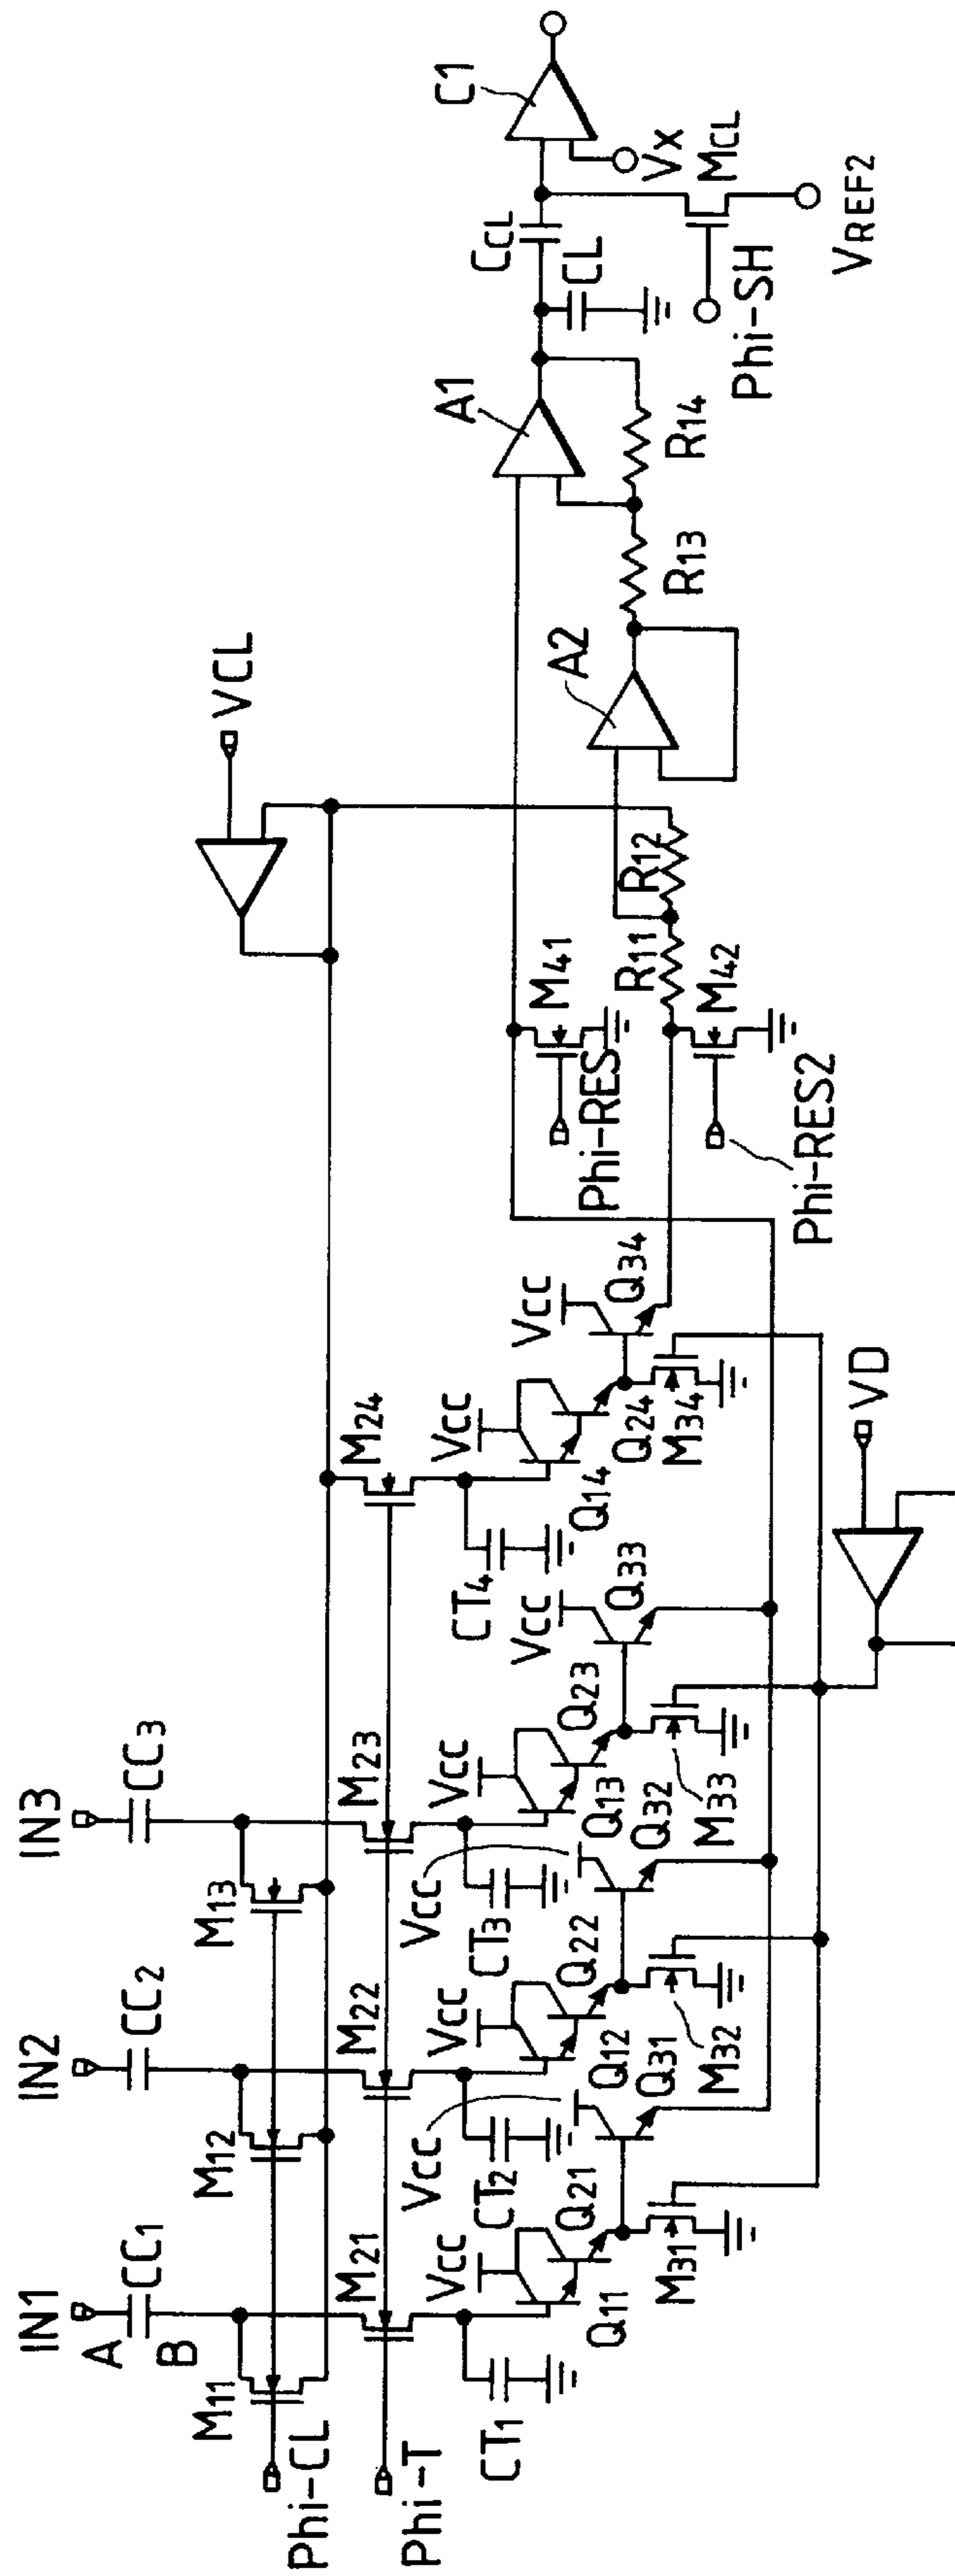 IN1
IN2
IN3
A
B
CC1
CC2
CC3
M11
M12
M13
Phi-CL
VCL
M21
M22
M23
M24
Phi-T
CT1
CT2
CT3
CT4
Vcc
Vcc
Vcc
Vcc
Vcc
Vcc
Vcc
Vcc
Q11
Q21
Q31
Q12
Q22
Q32
Q13
Q23
Q33
Q14
Q24
Q34
M31
M32
M33
M34
VD
M41
Phi-RES
M42
Phi-RES2
R11
R12
A2
R13
R14
A1
CCL
CL
C1
VX
MCL
Phi-SH
VREF2